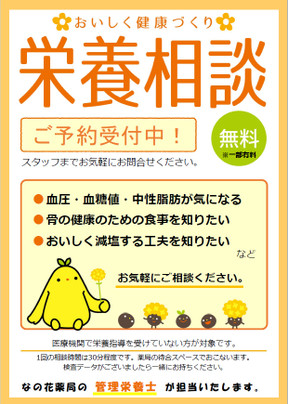 おいしく健康づくり
栄養相談
ご予約受付中！
無料
※一部有料
スタッフまでお気軽にお問合せください。
● 血圧・血糖値・中性脂肪が気になる
● 骨の健康のための食事を知りたい
● おいしく減塩する工夫を知りたい
など
お気軽にご相談ください。
医療機関で栄養指導を受けていない方が対象です。
1回の相談時間は30分程度です。薬局の待合スペースでおこないます。
検査データがございましたら一緒にお持ちください。
なの花薬局の 管理栄養士 が担当いたします。